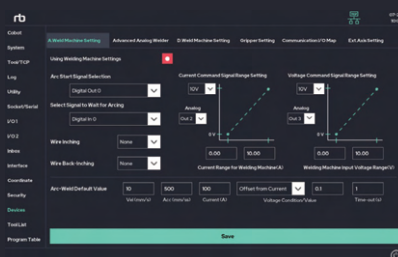 rb
Cobot
System
Tool/TCP
Log
Utility
Socket/Serial
I/O 1
I/O 2
Inbox
Interface
Coordinate
Security
Devices
Tool List
Program Table
A.Weld Machine Setting
Advanced Analog Welder
D.Weld Machine Setting
Gripper Setting
Communication I/O Map
Ext.Axis Setting
Using Welding Machine Settings
Arc Start Signal Selection
Digital Out 0
Select Signal to Wait for Arcing
Digital In 0
Wire Inching
None
Wire Back-Inching
None
Current Command Signal Range Setting
10V
Analog
Out 2
0 V
0.00
10.00
Current Range for Welding Machine(A)
Voltage Command Signal Range Setting
10V
Analog
Out 3
0 V
0.00
10.00
Welding Machine Input Voltage Range(V)
Arc-Weld Default Value
10
500
100
Offset from Current
0.1
1
Vel (mm/s)
Acc (mm/s2)
Current (A)
Voltage Condition/Value
Time-out (s)
Save